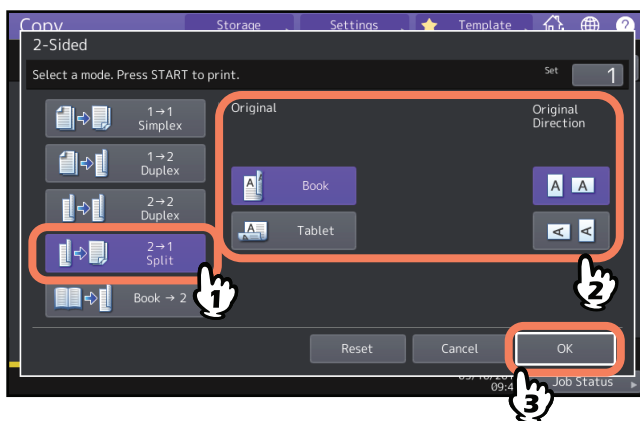 Copy Storage Settings Template ?
2-Sided
Select a mode. Press START to print. Set 1
1→1
Simplex
1→2
Duplex
2→2
Duplex
2→1
Split
Book → 2
Original
Original
Direction
Book
A A
Tablet
A A
1
2
Reset Cancel OK
09:4
Job Status
3